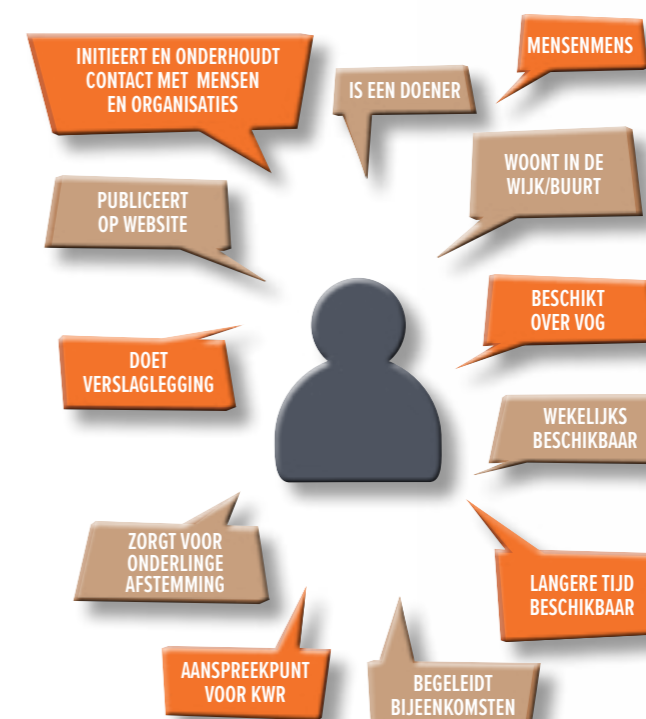 INITIEERT EN ONDERHOUDT
CONTACT MET MENSEN
EN ORGANISATIES
IS EEN DOENER
MENSENMENS
PUBLICEERT
OP WEBSITE
WOONT IN DE
WIJK/BUURT
BESCHIKT
OVER VOG
DOET
VERSLAGLEGGING
WEKELIJKS
BESCHIKBAAR
ZORGT VOOR
ONDERLINGE
AFSTEMMING
LANGERE TIJD
BESCHIKBAAR
AANSPREEKPUNT
VOOR KWR
BEGELEIDT
BIJEENKOMSTEN